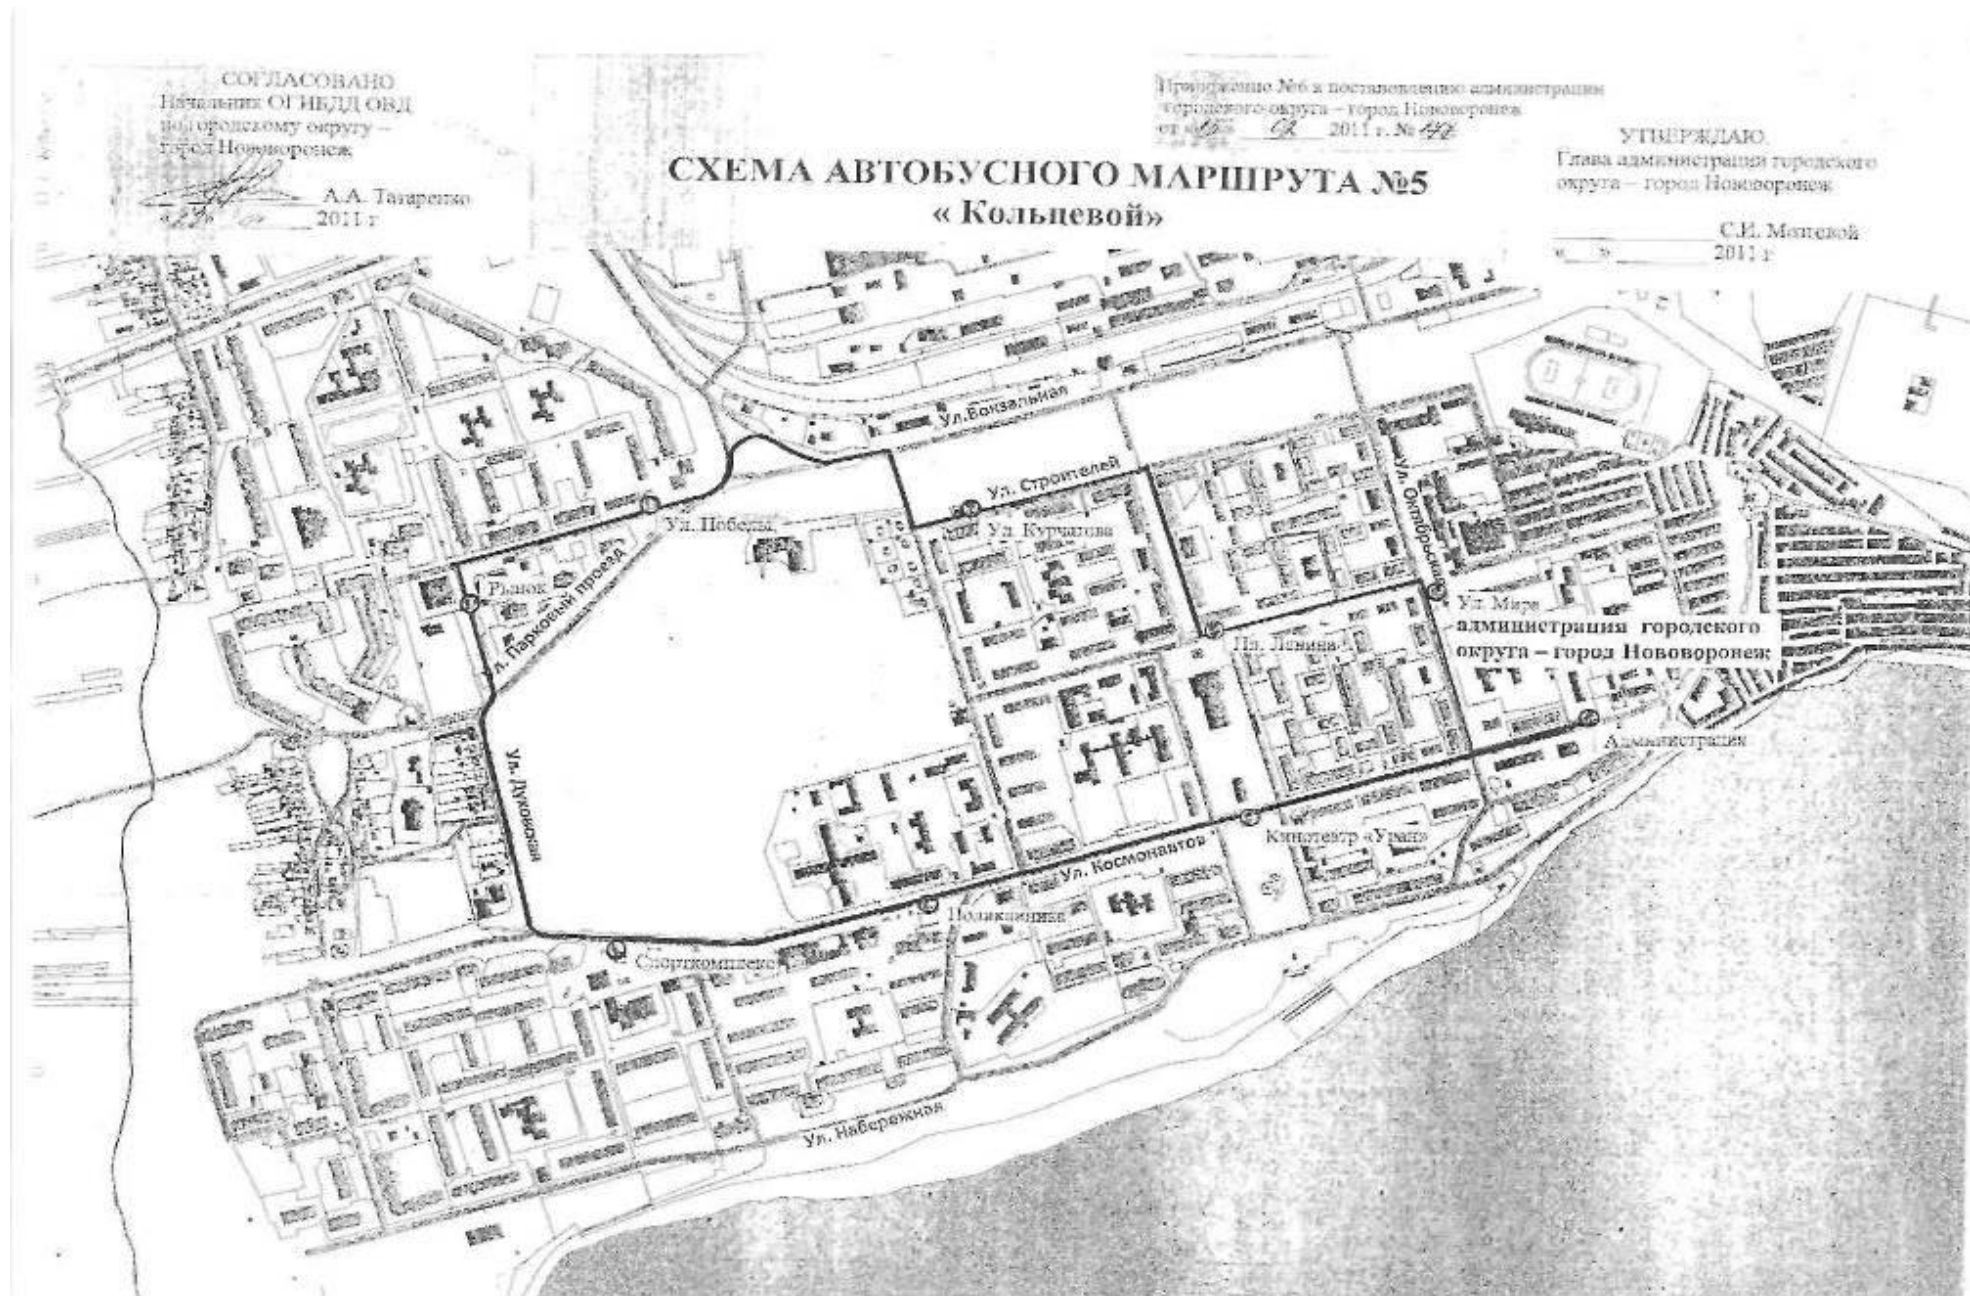 СОГЛАСОВАНО
Начальник ОГИБДД ОВД
по городскому округу –
город Нововоронеж
А.А. Татаренко
2011 г
Приложение №6 к постановлению администрации
городского округа – город Нововоронеж
от 2011 г. №
УТВЕРЖДАЮ
Глава администрации городского
округа – город Нововоронеж
С.И.
« » 2011 г
СХЕМА АВТОБУСНОГО МАРШРУТА №5
« Кольцевой»
Ул.Вокзальная
Ул. Строителей
Ул. Победы
Ул. Курчатова
Ул. Октябрьская
Рынок
л. Парковый проезд
Ул. Мира
администрация городского
округа – город Нововоронеж
Пл. Ленина
Администрация
Ул. Духовская
Кинотеатр «Уран»
Ул. Космонавтов
Поликлиника
Спорткомплекс
Ул. Набережная